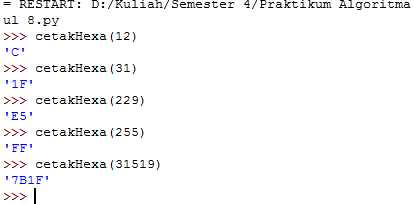 = RESTART: D:/Kuliah/Semester 4/Praktikum Algoritma
ul 8.py
>>> cetakHexa(12)
'C'
>>> cetakHexa(31)
'1F'
>>> cetakHexa(229)
'E5'
>>> cetakHexa(255)
'FF'
>>> cetakHexa(31519)
'7B1F'
>>>